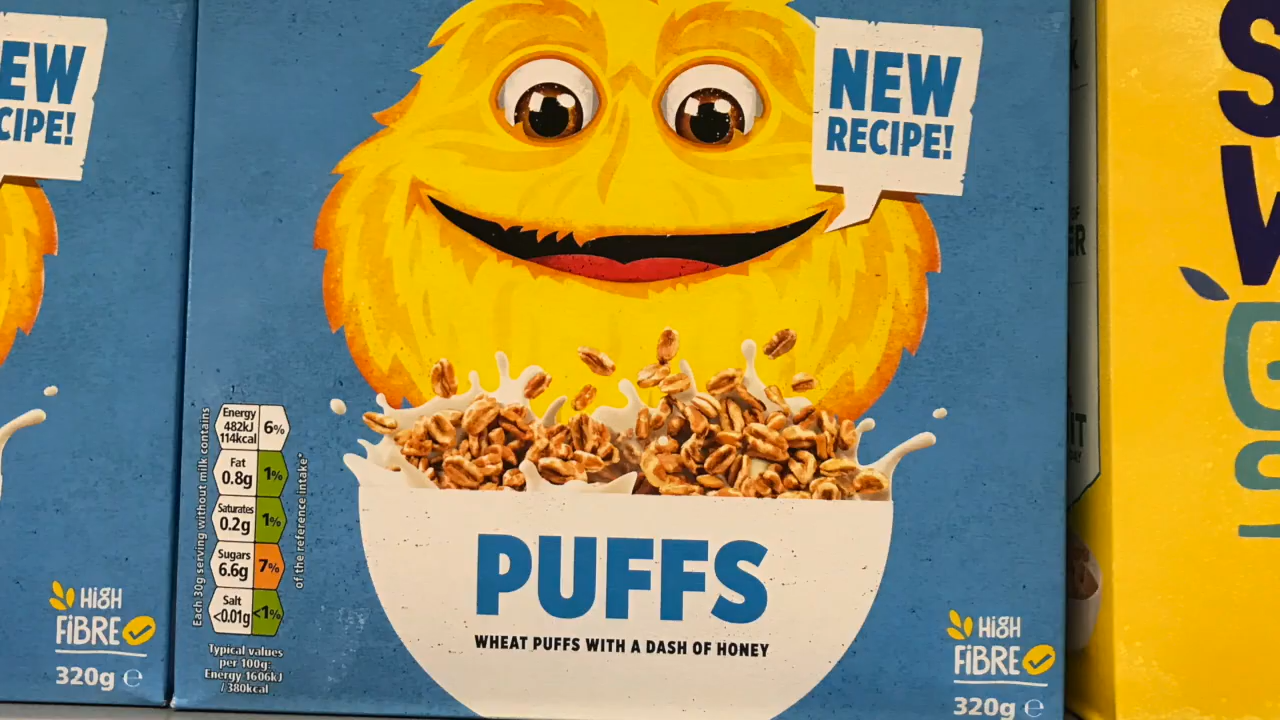 EW
CIPE!
HIGH
FIBRE
320g ℮
NEW
RECIPE!
Each 30g serving without milk contains
Energy
482kJ
114kcal
6%
Fat
0.8g
1%
Saturates
0.2g
1%
Sugars
6.6g
7%
Salt
<0.01g
<1%
of the reference intake*
Typical values
per 100g:
Energy 1606kJ
/ 380kcal
PUFFS
WHEAT PUFFS WITH A DASH OF HONEY
HIGH
FIBRE
320g ℮
S
W